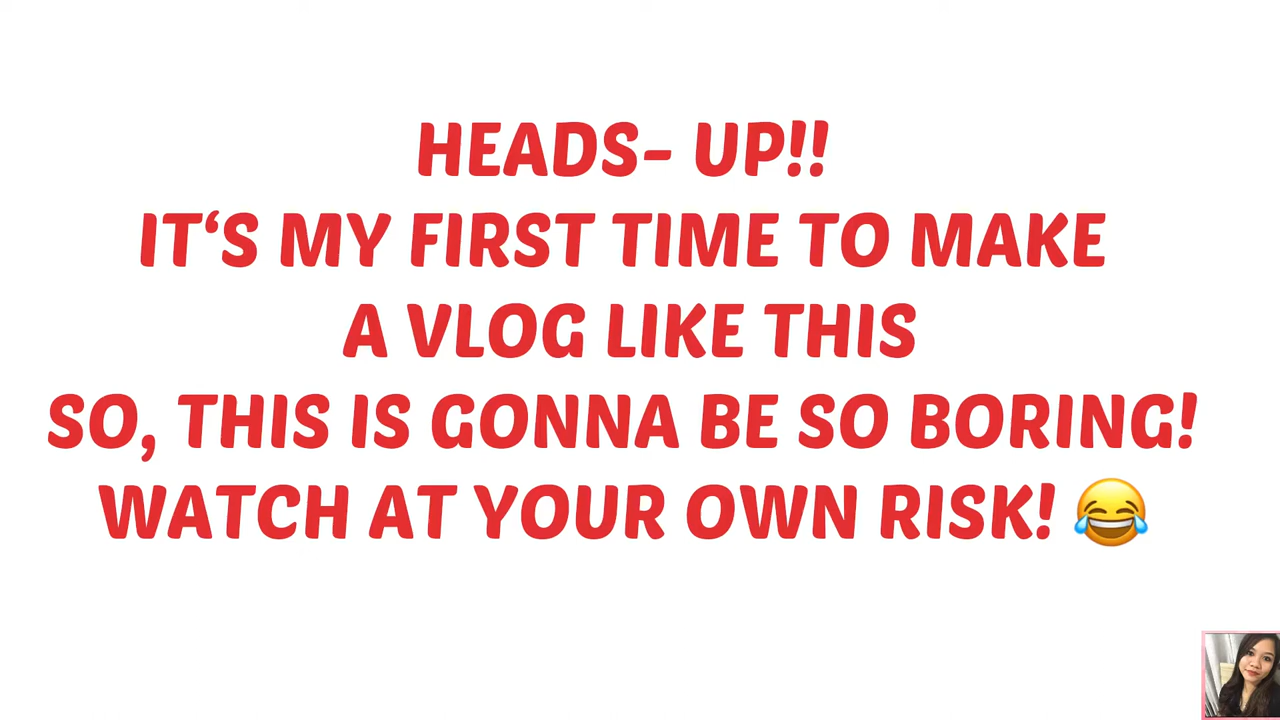 HEADS- UP!!
IT‘S MY FIRST TIME TO MAKE
A VLOG LIKE THIS
SO, THIS IS GONNA BE SO BORING!
WATCH AT YOUR OWN RISK! 😂